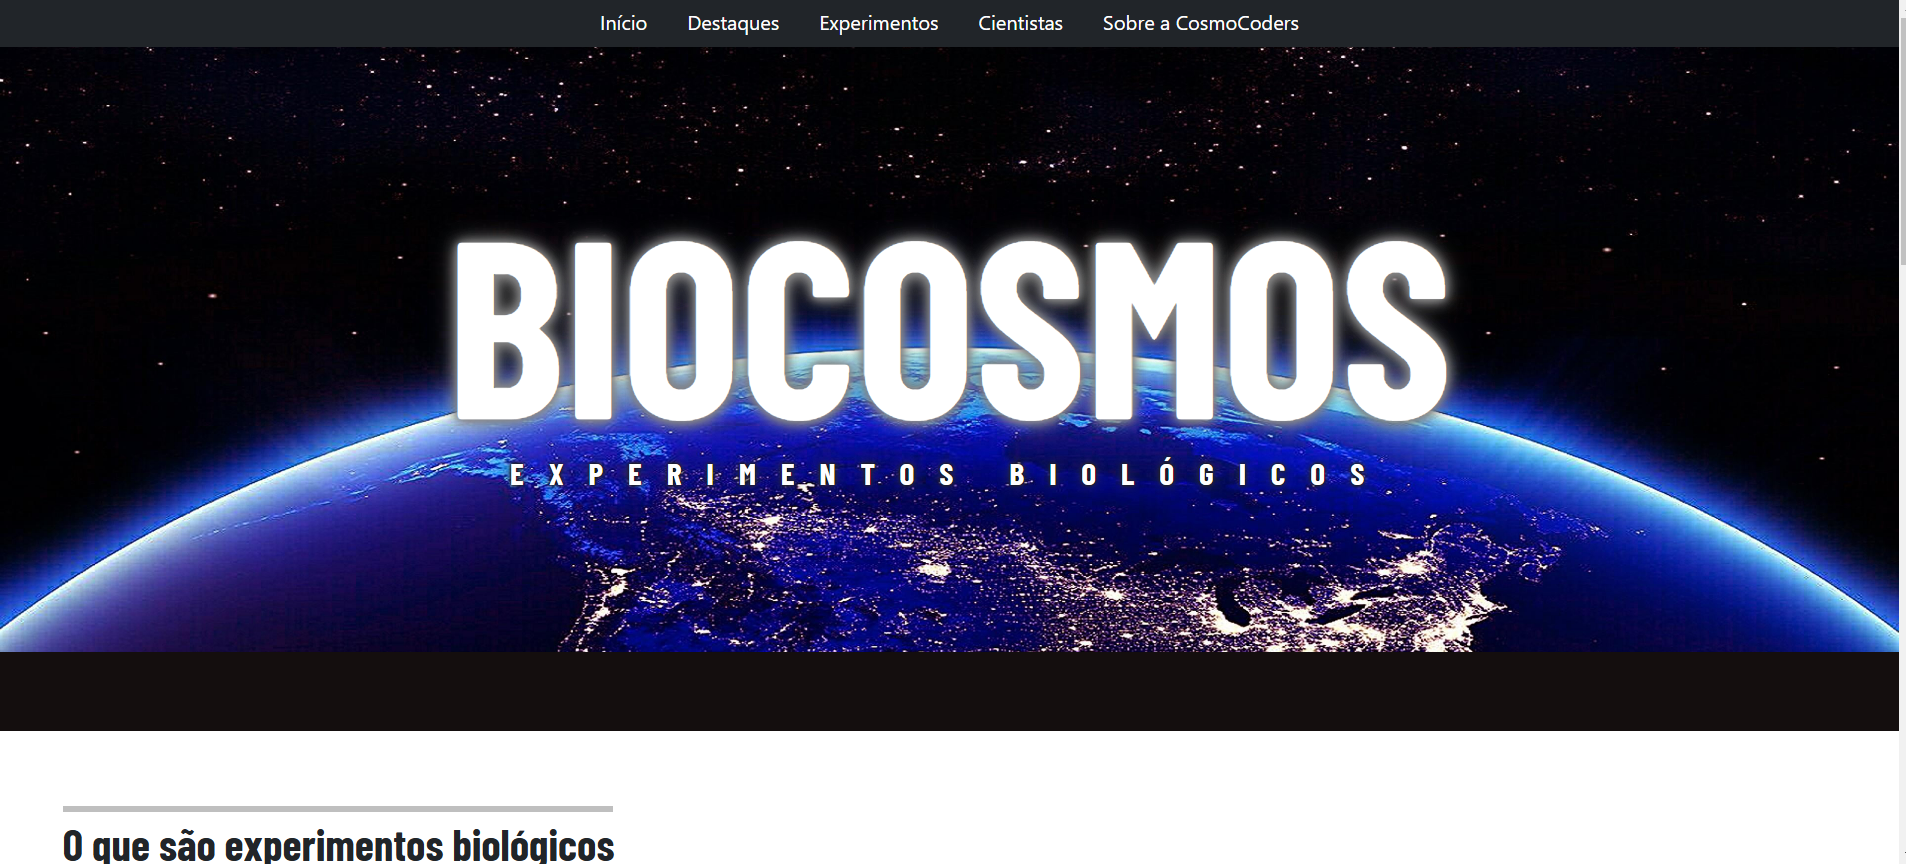 Início Destaques Experimentos Cientistas Sobre a CosmoCoders
BIOCOSMOS
EXPERIMENTOS BIOLÓGICOS
O que são experimentos biológicos